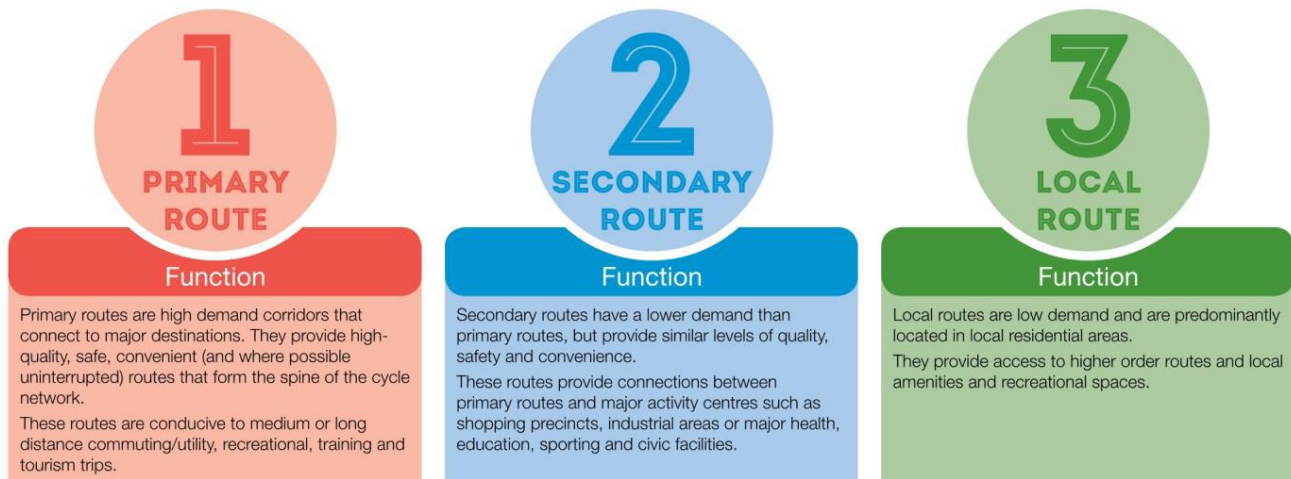 1
PRIMARY
ROUTE
Function
Primary routes are high demand corridors that
connect to major destinations. They provide high-
quality, safe, convenient (and where possible
uninterrupted) routes that form the spine of the cycle
network.
These routes are conducive to medium or long
distance commuting/utility, recreational, training and
tourism trips.
2
SECONDARY
ROUTE
Function
Secondary routes have a lower demand than
primary routes, but provide similar levels of quality,
safety and convenience.
These routes provide connections between
primary routes and major activity centres such as
shopping precincts, industrial areas or major health,
education, sporting and civic facilities.
3
LOCAL
ROUTE
Function
Local routes are low demand and are predominantly
located in local residential areas.
They provide access to higher order routes and local
amenities and recreational spaces.